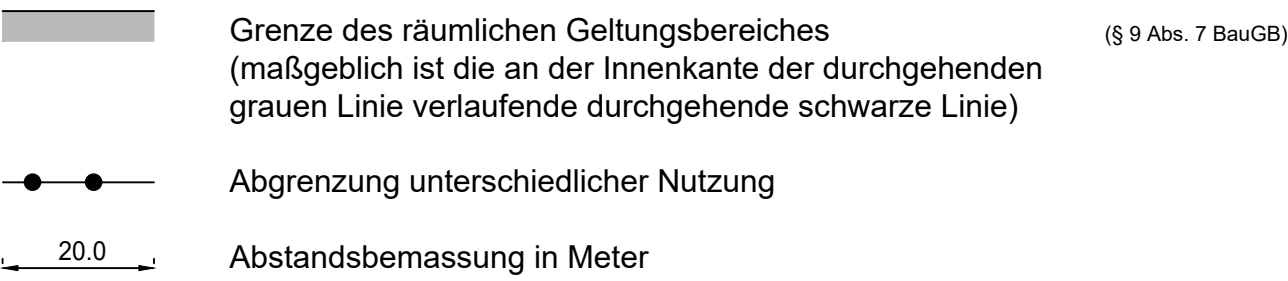 Grenze des räumlichen Geltungsbereiches (§ 9 Abs. 7 BauGB)
(maßgeblich ist die an der Innenkante der durchgehenden
grauen Linie verlaufende durchgehende schwarze Linie)
Abgrenzung unterschiedlicher Nutzung
20.0 Abstandsbemassung in Meter